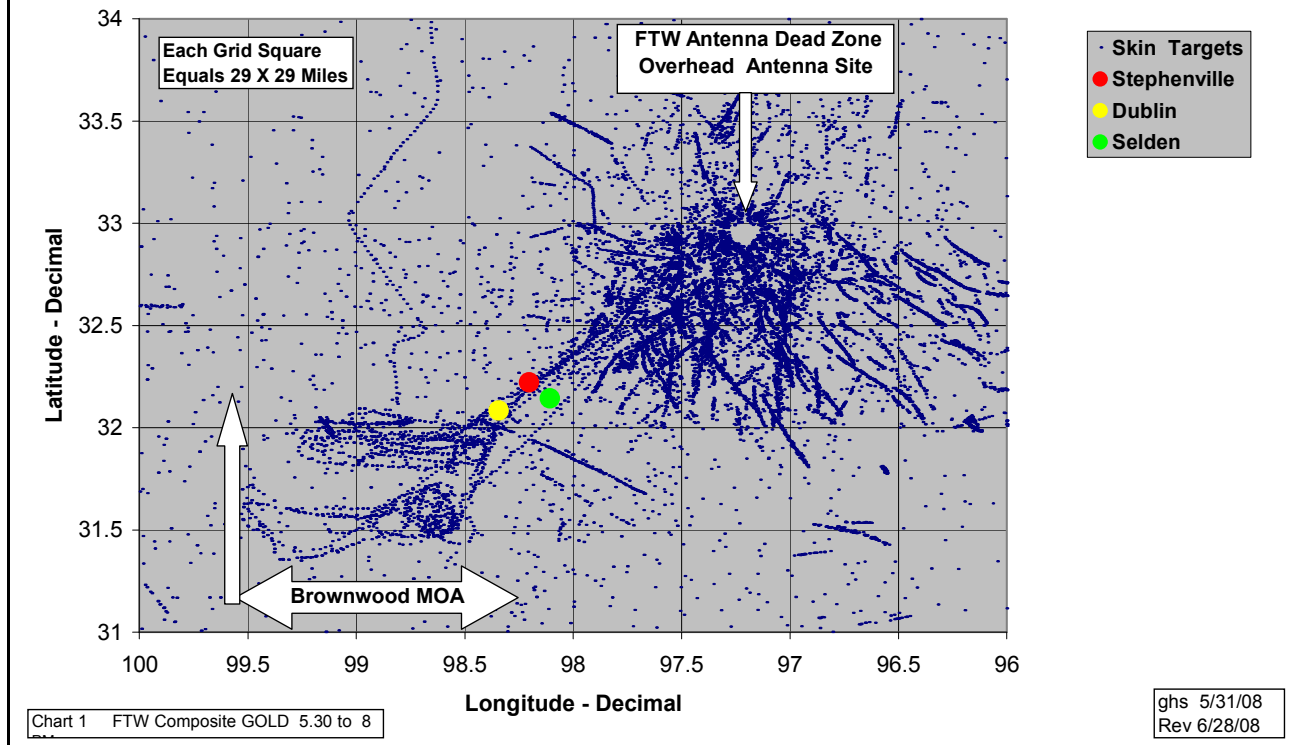 Each Grid Square
Equals 29 X 29 Miles
FTW Antenna Dead Zone
Overhead Antenna Site
Skin Targets
Stephenville
Dublin
Selden
34
33.5
33
32.5
32
31.5
31
Latitude - Decimal
Brownwood MOA
100
99.5
99
98.5
98
97.5
97
96.5
96
Longitude - Decimal
Chart 1 FTW Composite GOLD 5.30 to 8
ghs 5/31/08
Rev 6/28/08